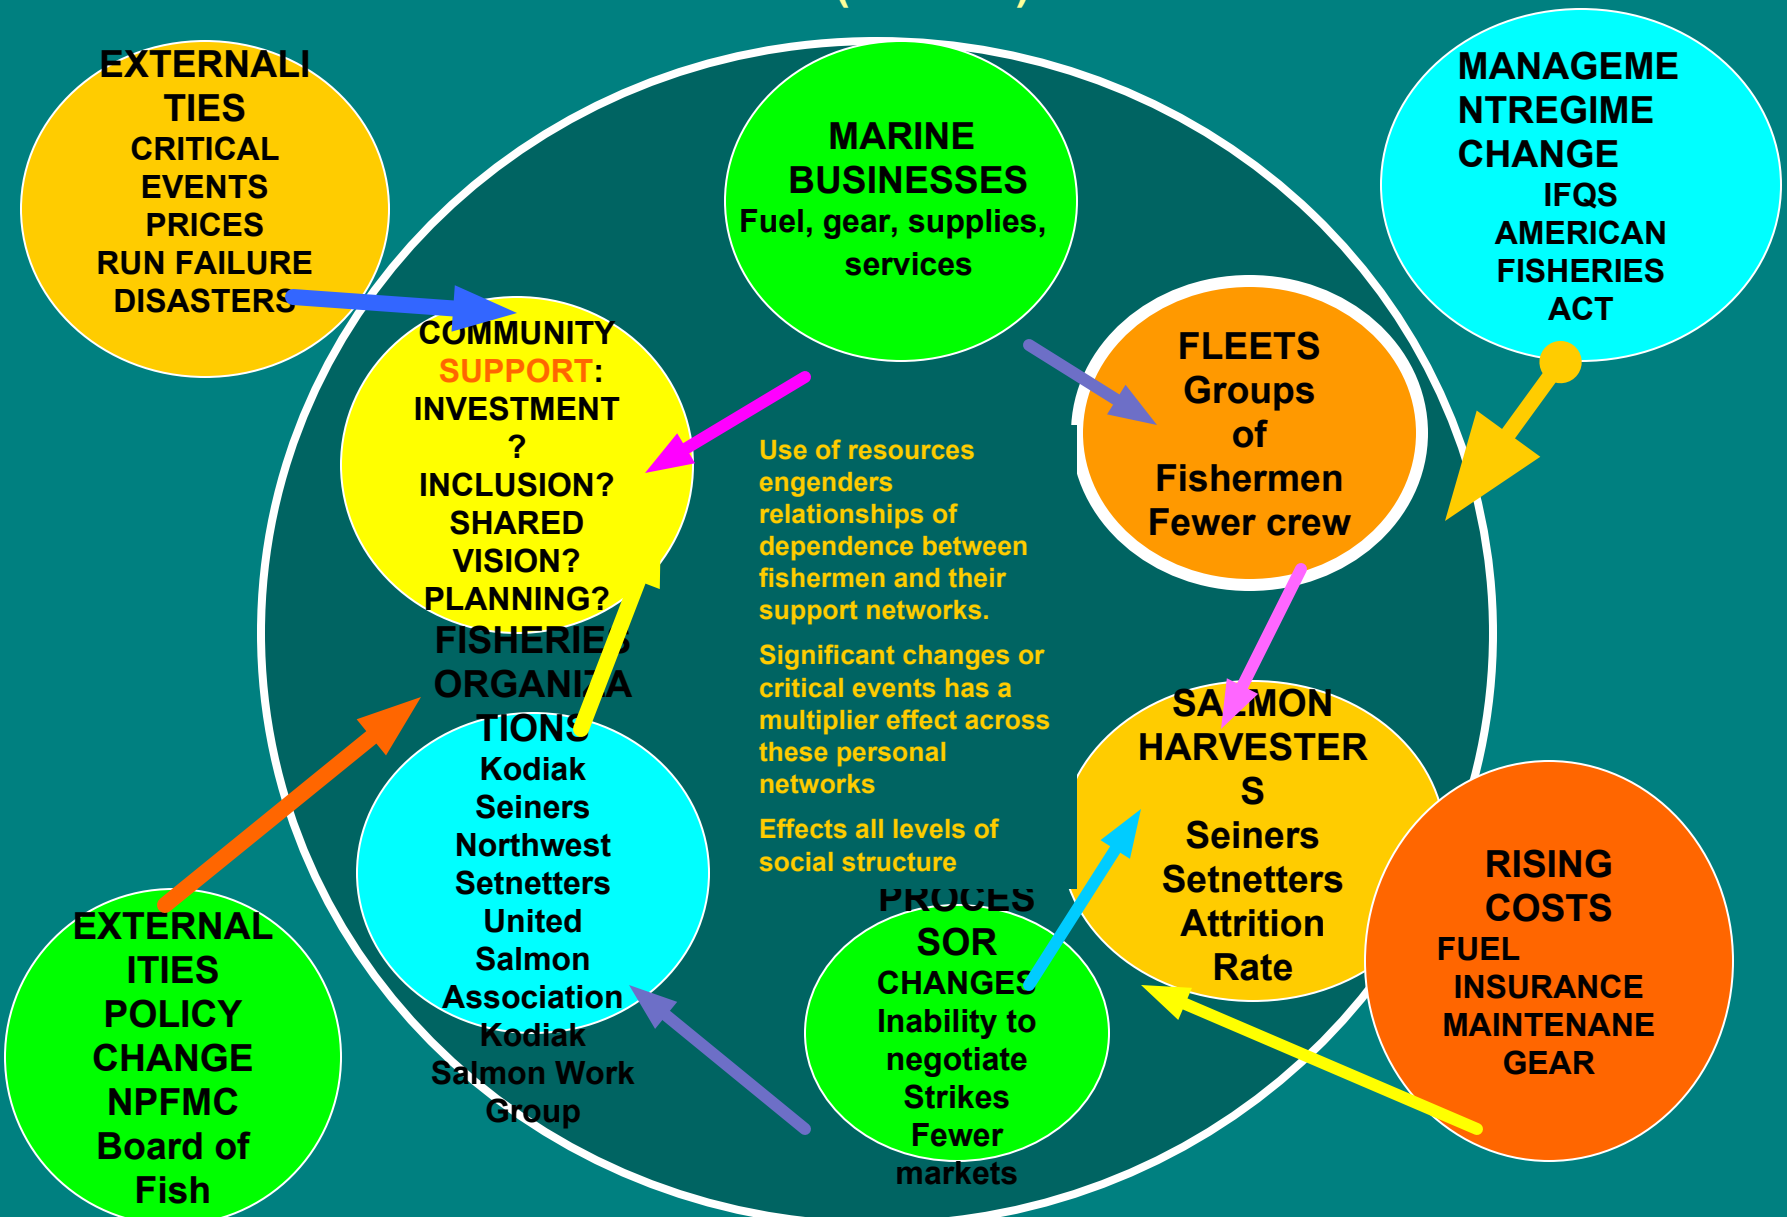 EXTERNALI
TIES
CRITICAL
EVENTS
PRICES
RUN FAILURE
DISASTERS
MARINE
BUSINESSES
Fuel, gear, supplies,
services
MANAGEME
NTREGIME
CHANGE
IFQS
AMERICAN
FISHERIES
ACT
COMMUNITY
SUPPORT:
INVESTMENT
?
INCLUSION?
SHARED
VISION?
PLANNING?
FLEETS
Groups
of
Fishermen
Fewer crew
Use of resources
engenders
relationships of
dependence between
fishermen and their
support networks.
Significant changes or
critical events has a
multiplier effect across
these personal
networks
Effects all levels of
social structure
FISHERIES
ORGANIZA
TIONS
Kodiak
Seiners
Northwest
Setnetters
United
Salmon
Association
Kodiak
Salmon Work
Group
SALMON
HARVESTER
S
Seiners
Setnetters
Attrition
Rate
PROCES
SOR
CHANGES
Inability to
negotiate
Strikes
Fewer
markets
RISING
COSTS
FUEL
INSURANCE
MAINTENANE
GEAR
EXTERNAL
ITIES
POLICY
CHANGE
NPFMC
Board of
Fish